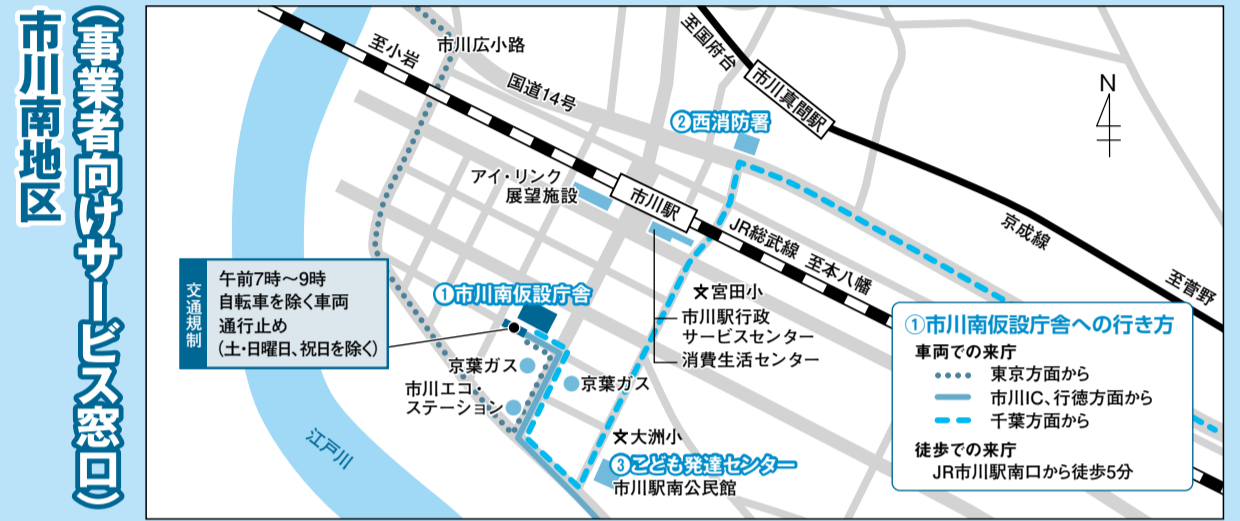 市川南地区
(事業者向けサービス窓口)
至小岩
市川広小路
国道14号
至国府台
市川真間駅
N
②西消防署
アイ・リンク
展望施設
市川駅
JR総武線 至本八幡
京成線
至菅野
交通規制
午前7時～9時
自転車を除く車両
通行止め
(土・日曜日、祝日を除く)
①市川南仮設庁舎
宮田小
市川駅行政
サービスセンター
消費生活センター
京葉ガス
市川エコ・
ステーション
京葉ガス
江戸川
大洲小
③こども発達センター
市川駅南公民館
①市川南仮設庁舎への行き方
車両での来庁
東京方面から
市川IC、行徳方面から
千葉方面から
徒歩での来庁
JR市川駅南口から徒歩5分